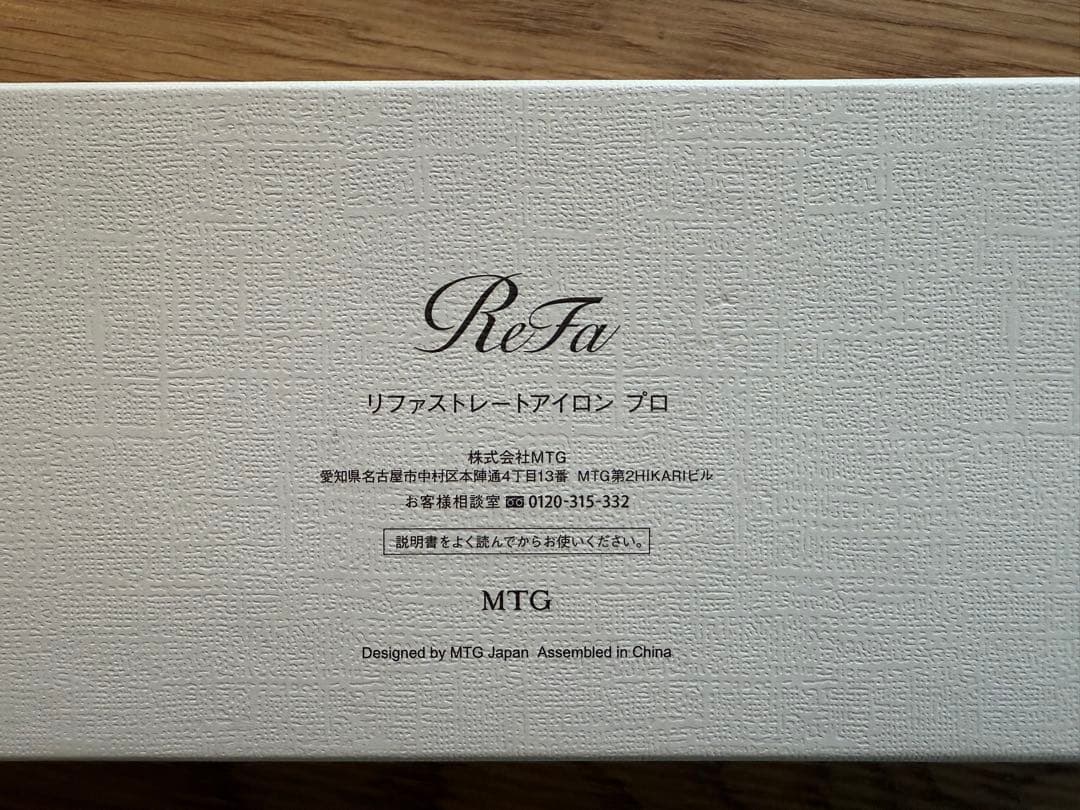 ReFa
リファストレートアイロン プロ
株式会社MTG
愛知県名古屋市中村区本陣通4丁目13番 MTG第2HIKARIビル
お客様相談室 0120-315-332
説明書をよく読んでからお使いください。
MTG
Designed by MTG Japan Assembled in China